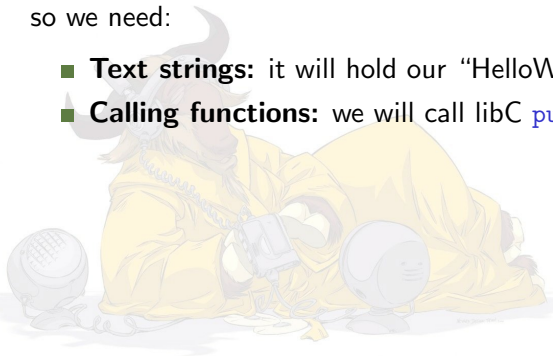 so we need:
Text strings: it will hold our “HelloW
Calling functions: we will call libC pu